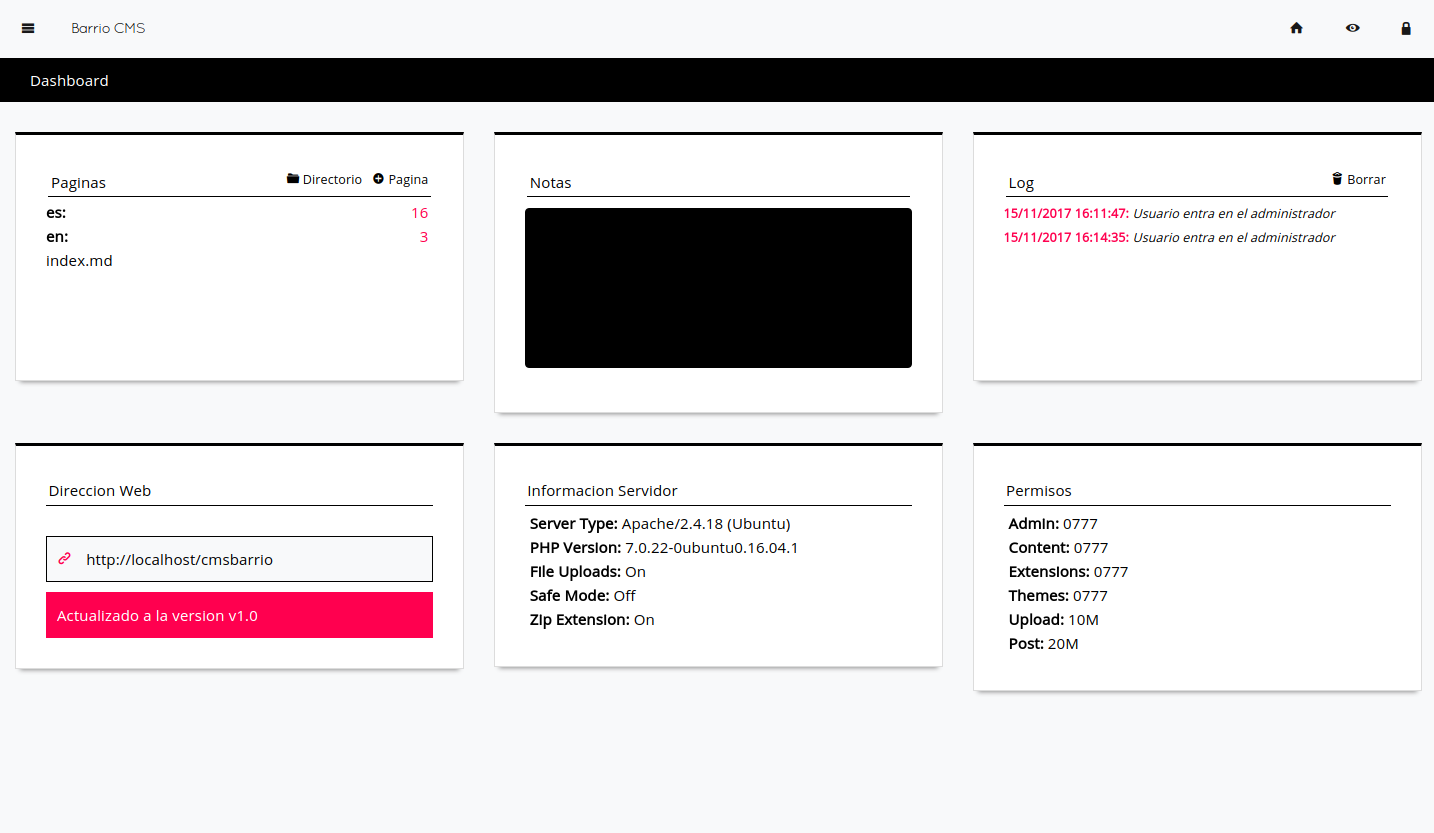 Barrio CMS
Dashboard
Paginas
Directorio
Pagina
es: 16
en: 3
index.md
Notas
Log
Borrar
15/11/2017 16:11:47: Usuario entra en el administrador
15/11/2017 16:14:35: Usuario entra en el administrador
Direccion Web
http://localhost/cmsbarrio
Actualizado a la version v1.0
Informacion Servidor
Server Type: Apache/2.4.18 (Ubuntu)
PHP Version: 7.0.22-0ubuntu0.16.04.1
File Uploads: On
Safe Mode: Off
Zip Extension: On
Permisos
Admin: 0777
Content: 0777
Extensions: 0777
Themes: 0777
Upload: 10M
Post: 20M